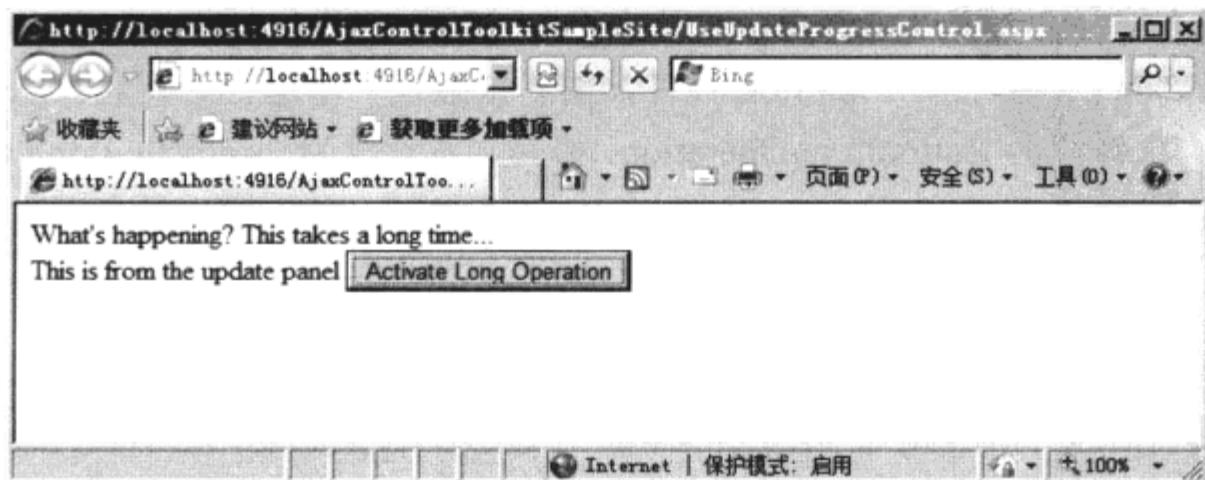 http://localhost:4916/AjaxControlToolkitSampleSite/UseUpdateProgressControl.aspx ...
http://localhost:4916/AjaxC Bing
收藏夹 建议网站 获取更多加载项
http://localhost:4916/AjaxControlToo... 页面(P) 安全(S) 工具(O)
What's happening? This takes a long time...
This is from the update panel Activate Long Operation
Internet | 保护模式: 启用 100%